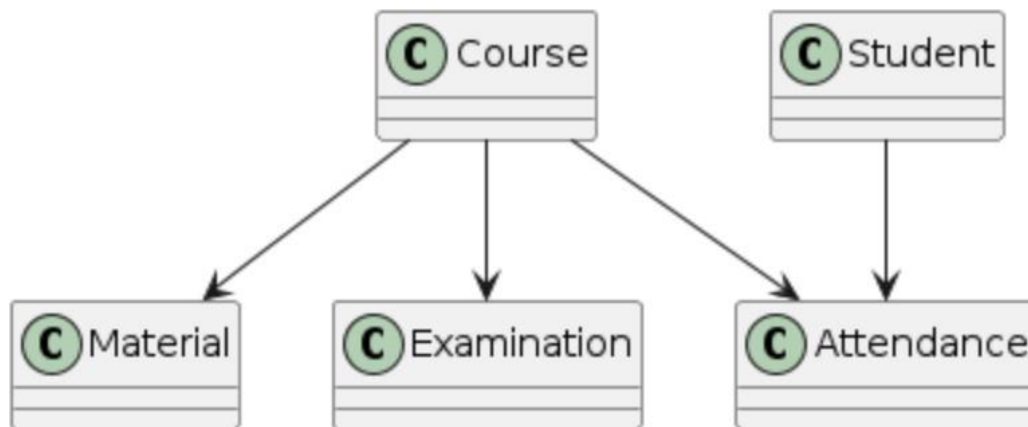 C Course
C Student
C Material
C Examination
C Attendance